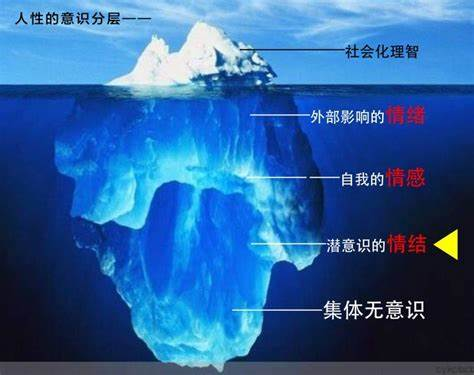 人性的意识分层——
社会化理智
外部影响的情绪
自我的情感
潜意识的情结
集体无意识